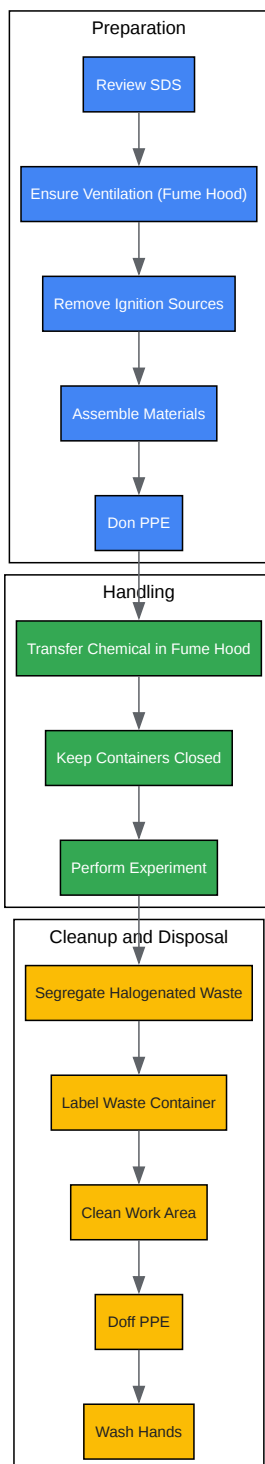 Preparation
Review SDS
Ensure Ventilation (Fume Hood)
Remove Ignition Sources
Assemble Materials
Don PPE
Handling
Transfer Chemical in Fume Hood
Keep Containers Closed
Perform Experiment
Cleanup and Disposal
Segregate Halogenated Waste
Label Waste Container
Clean Work Area
Doff PPE
Wash Hands